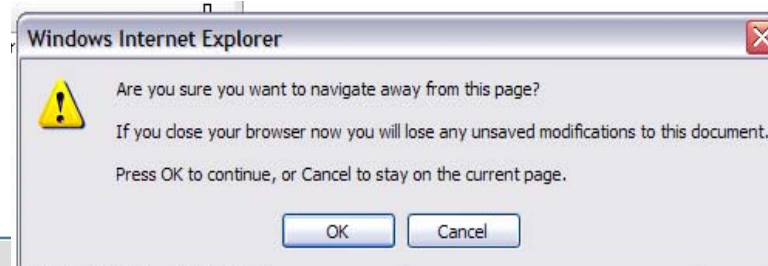 Windows Internet Explorer
Are you sure you want to navigate away from this page?
If you close your browser now you will lose any unsaved modifications to this document.
Press OK to continue, or Cancel to stay on the current page.
OK Cancel